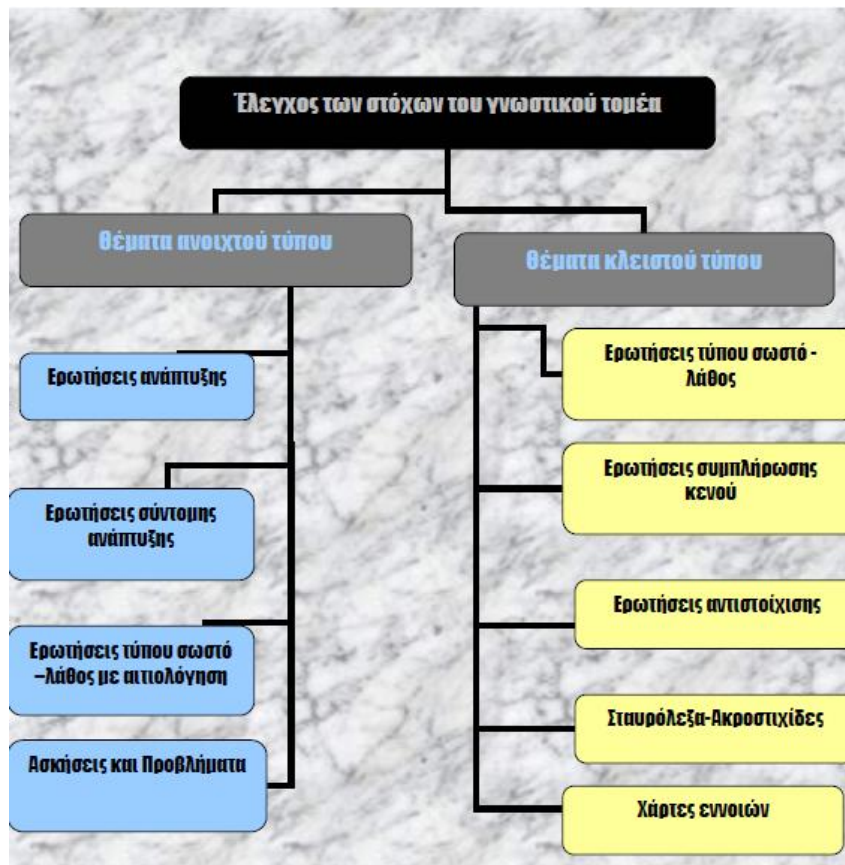 Έλεγχος των στόχων του γνωστικού τομέα
Θέματα ανοιχτού τύπου
Ερωτήσεις ανάπτυξης
Ερωτήσεις σύντομης
ανάπτυξης
Ερωτήσεις τύπου σωστό
–λάθος με αιτιολόγηση
Ασκήσεις και Προβλήματα
Θέματα κλειστού τύπου
Ερωτήσεις τύπου σωστό -
λάθος
Ερωτήσεις συμπλήρωσης
κενού
Ερωτήσεις αντιστοίχισης
Σταυρόλεξα-Ακροστιχίδες
Χάρτες εννοιών